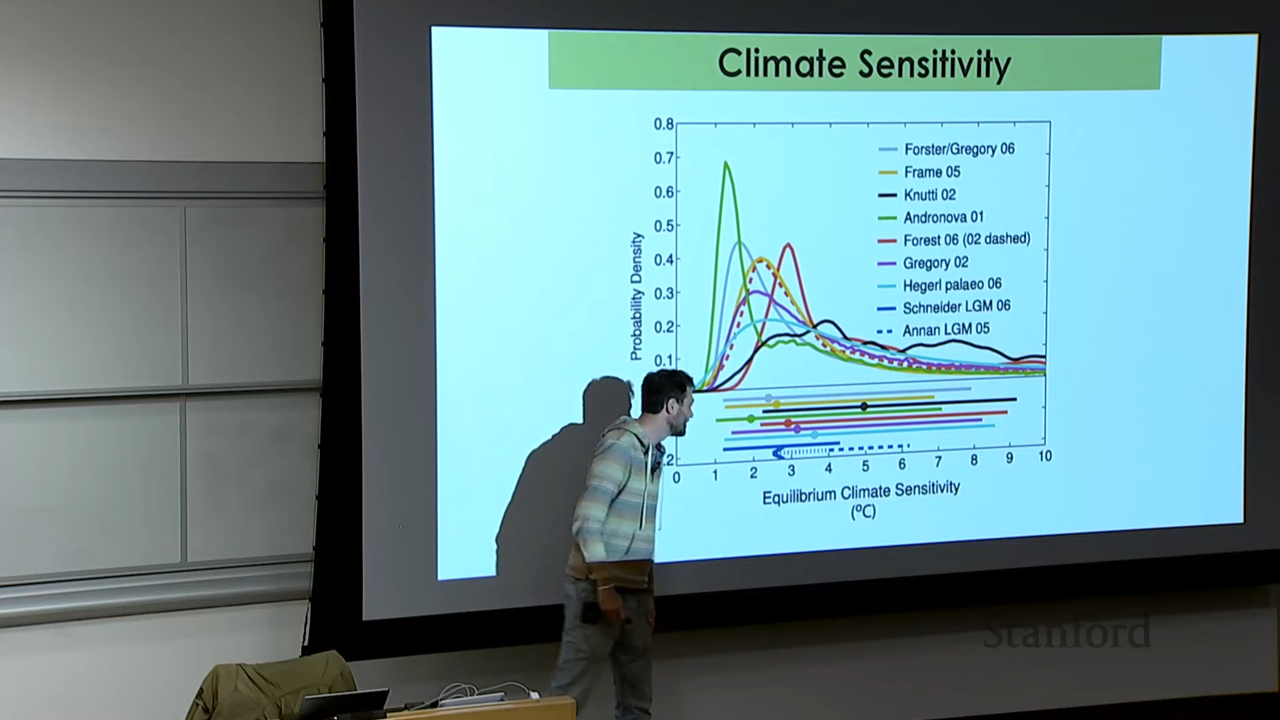 Climate Sensitivity
0.8
0.7
0.6
0.5
0.4
0.3
0.2
0.1
Probability Density
Forster/Gregory 06
Frame 05
Knutti 02
Andronova 01
Forest 06 (02 dashed)
Gregory 02
Hegerl palaeo 06
Schneider LGM 06
Annan LGM 05
0 1 2 3 4 5 6 7 8 9 10
Equilibrium Climate Sensitivity
(ºC)
Stanford